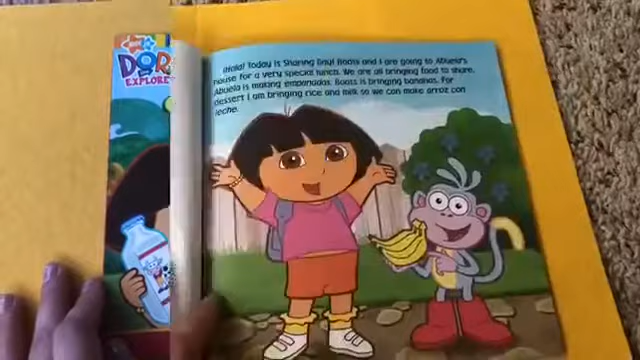 DOR
EXPLORE
¡Hola! Today is Sharing Day! Boots and I are going to Abuela's
house for a very special lunch. We are all bringing food to share.
Abuela is making empanadas. Boots is bringing bananas. For
dessert I am bringing rice and milk so we can make arroz con
leche.